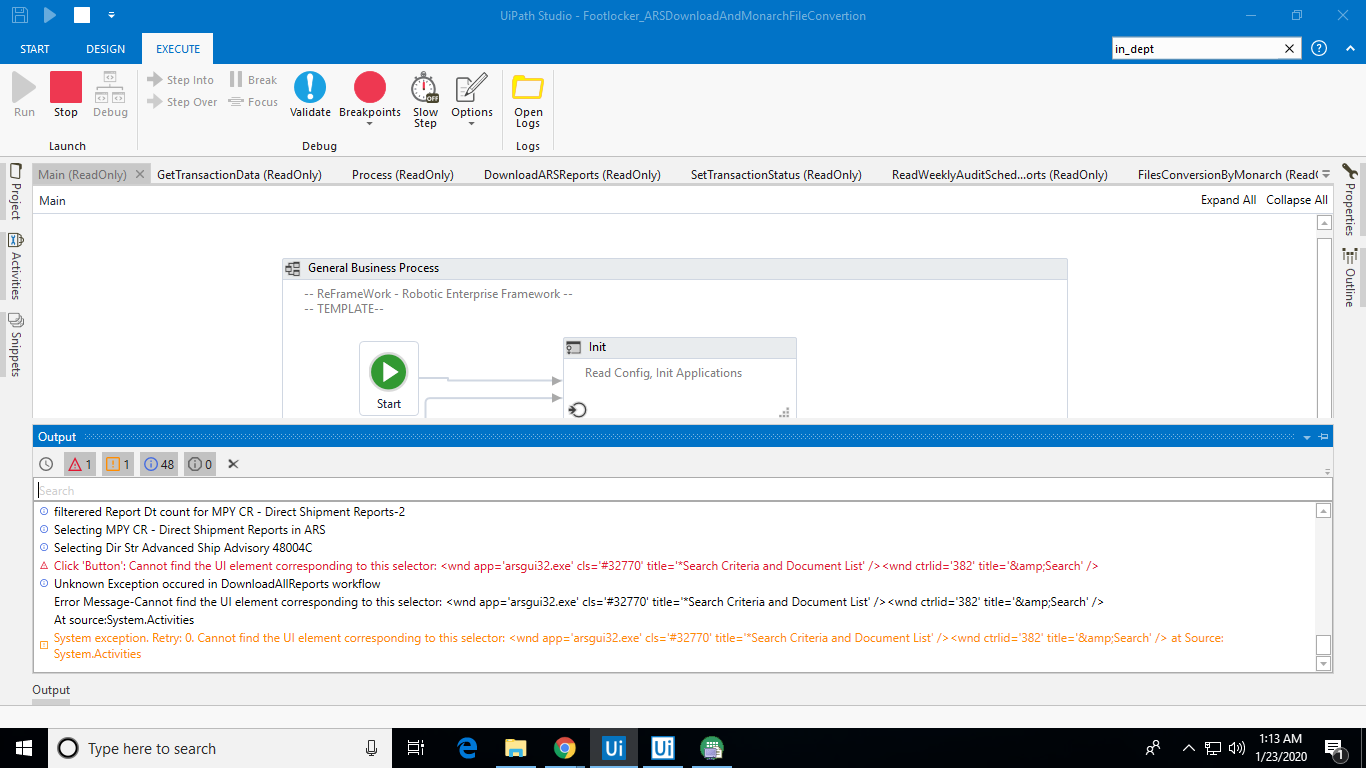 UiPath Studio - Footlocker_ARSDownloadAndMonarchFileConvertion
START DESIGN EXECUTE
in_dept
Run
Stop
Debug
Step Into
Step Over
Break
Focus
Validate
Breakpoints
Slow
Step
OFF
Options
Open
Logs
Launch
Debug
Logs
Main (ReadOnly) GetTransactionData (ReadOnly) Process (ReadOnly) DownloadARSReports (ReadOnly) SetTransactionStatus (ReadOnly) ReadWeeklyAuditSched...orts (ReadOnly) FilesConversionByMonarch (Read
Main
Expand All Collapse All
Project
Activities
Snippets
Properties
Outline
General Business Process
-- ReFrameWork - Robotic Enterprise Framework --
-- TEMPLATE--
Start
Init
Read Config, Init Applications
Output
1 1 48 0
Search
filterered Report Dt count for MPY CR - Direct Shipment Reports-2
Selecting MPY CR - Direct Shipment Reports in ARS
Selecting Dir Str Advanced Ship Advisory 48004C
Click 'Button': Cannot find the UI element corresponding to this selector: <wnd app='arsgui32.exe' cls='#32770' title='*Search Criteria and Document List' /><wnd ctrlid='382' title='&amp;Search' />
Unknown Exception occured in DownloadAllReports workflow
Error Message-Cannot find the UI element corresponding to this selector: <wnd app='arsgui32.exe' cls='#32770' title='*Search Criteria and Document List' /><wnd ctrlid='382' title='&amp;Search' />
At source:System.Activities
System exception. Retry: 0. Cannot find the UI element corresponding to this selector: <wnd app='arsgui32.exe' cls='#32770' title='*Search Criteria and Document List' /><wnd ctrlid='382' title='&amp;Search' /> at Source:
System.Activities
Output
Type here to search
Ui
Ui
1:13 AM
1/23/2020
1